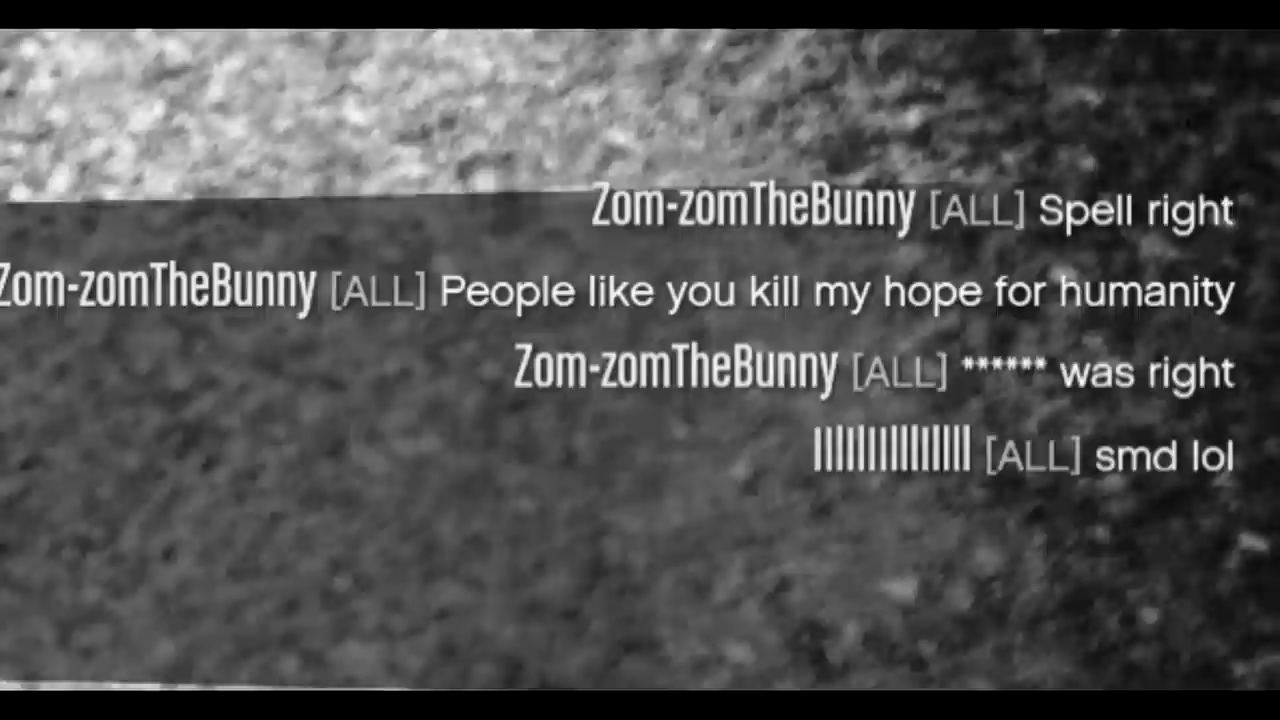 Zom-zomTheBunny [ALL] Spell right
Zom-zomTheBunny [ALL] People like you kill my hope for humanity
Zom-zomTheBunny [ALL] ****** was right
[ALL] smd lol